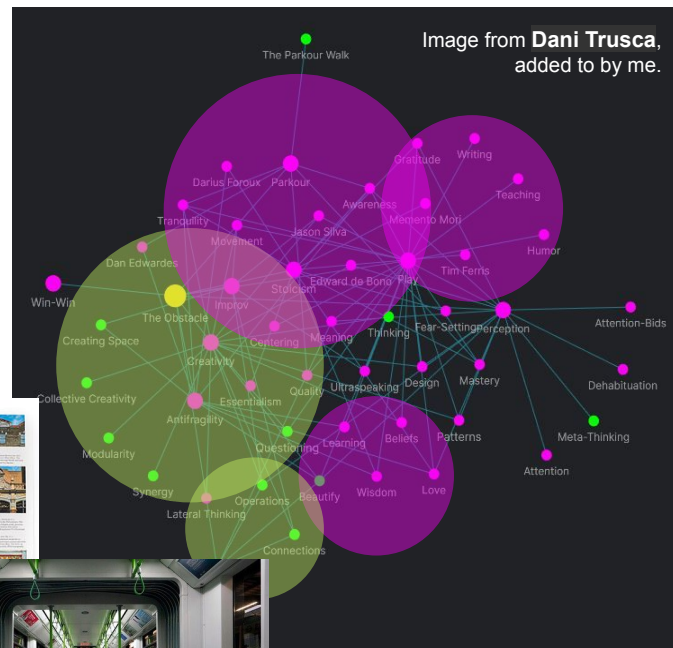 Image from Dani Trusca,
added to by me.
The Parkour Walk
Gratitude
Writing
Darius Foroux
Parkour
Teaching
Awareness
Tranquility
Memento Mori
Jason Silva
Movement
Humor
Dan Edwardes
Stoicism
Edward de Bono
Play
Tim Ferris
Win-Win
Improv
The Obstacle
Centering
Meaning
Thinking
Fear-Setting
Perception
Attention-Bids
Creating Space
Creativity
Quality
Ultraspeaking
Design
Mastery
Dehabituation
Collective Creativity
Essentialism
Antifragility
Questioning
Learning
Beliefs
Patterns
Meta-Thinking
Modularity
Attention
Synergy
Operations
Beautify
Wisdom
Love
Lateral Thinking
Connections